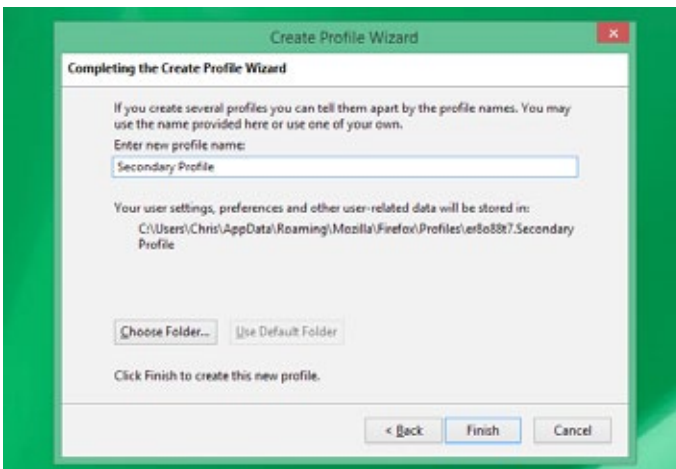 Create Profile Wizard
Completing the Create Profile Wizard
If you create several profiles you can tell them apart by the profile names. You may
use the name provided here or use one of your own.
Enter new profile name:
Secondary Profile
Your user settings, preferences and other user-related data will be stored in:
C:\Users\Chris\AppData\Roaming\Mozilla\Firefox\Profiles\er8o88t7.Secondary
Profile
Choose Folder... Use Default Folder
Click Finish to create this new profile.
< Back Finish Cancel